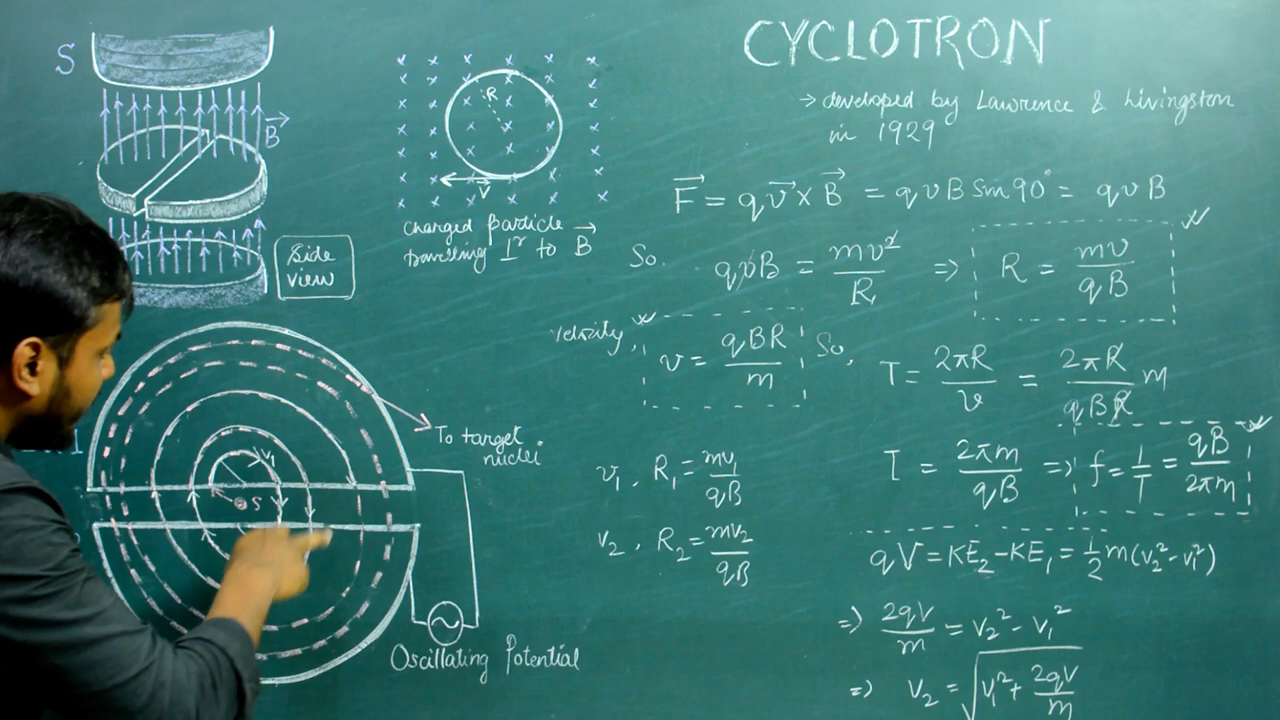 CYCLOTRON
→ developed by Lawrence & Livingston
in 1929
S
B⃗
Side
view
R
v
charged particle
travelling ⊥ʳ to B⃗
F⃗ = qv⃗×B⃗ = qvB Sin90° = qvB
So. qvB = mv²/R ⇒ R = mv/qB
velocity, v = qBR/m So, T = 2πR/v = 2πR/qBR m
T = 2πm/qB ⇒ f = 1/T = qB/2πm
v₁, R₁ = mv₁/qB
v₂, R₂ = mv₂/qB
qV = KE₂-KE₁ = 1/2 m(v₂²-v₁²)
⇒ 2qV/m = v₂² - v₁²
⇒ v₂ = √(v₁² + 2qV/m)
To target
nuclei
v₁
S
Oscillating Potential